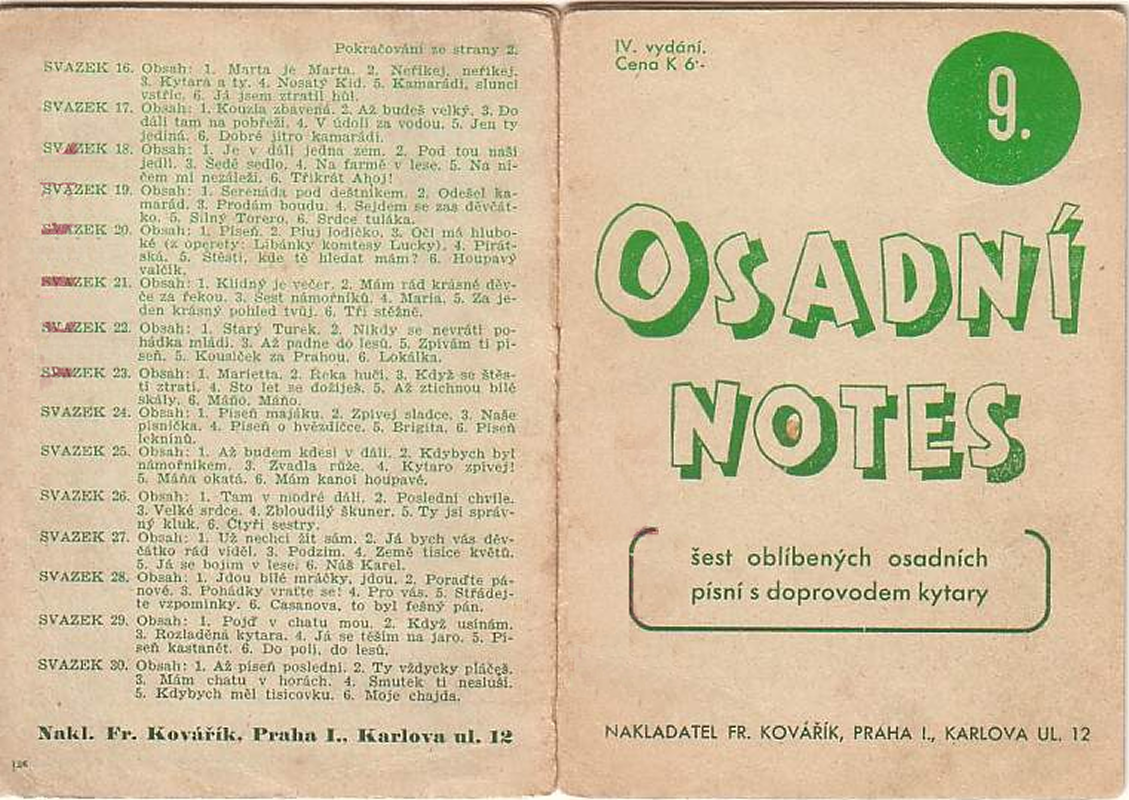 Pokračování ze strany 2.
SVAZEK 16. Obsah: 1. Marta je Marta. 2. Neříkej, neříkej.
3. Kytara a ty. 4. Nosatý Kid. 5. Kamarádi, slunci
vstříc. 6. Já jsem ztratil hůl.
SVAZEK 17. Obsah: 1. Kouzla zbavená. 2. Až budeš velký. 3. Do
dáli tam na pobřeží. 4. V údolí za vodou. 5. Jen ty
jediná. 6. Dobré jitro kamarádi.
SVAZEK 18. Obsah: 1. Je v dáli jedna zem. 2. Pod tou naší
jedlí. 3. Šedé sedlo. 4. Na farmě v lese. 5. Na ni-
čem mi nezáleží. 6. Třikrát Ahoj!
SVAZEK 19. Obsah: 1. Serenáda pod deštníkem. 2. Odešel ka-
marád. 3. Prodám boudu. 4. Sejdem se zas děvčát-
ko. 5. Silný Torero. 6. Srdce tuláka.
SVAZEK 20. Obsah: 1. Píseň. 2. Pluj lodičko. 3. Oči má hlubo-
ké (z operety: Líbánky komtesy Lucky). 4. Pirát-
ská. 5. Štěstí, kde tě hledat mám? 6. Houpavý
valčík.
SVAZEK 21. Obsah: 1. Klidný je večer. 2. Mám rád krásné děv-
če za řekou. 3. Šest námořníků. 4. Maria. 5. Za je-
den krásný pohled tvůj. 6. Tři stěžně.
SVAZEK 22. Obsah: 1. Starý Turek. 2. Nikdy se nevrátí po-
hádka mládí. 3. Až padne do lesů. 5. Zpívám ti pí-
seň. 5. Kousíček za Prahou. 6. Lokálka.
SVAZEK 23. Obsah: 1. Marietta. 2. Řeka hučí. 3. Když se štěs-
tí ztratí. 4. Sto let se dožiješ. 5. Až ztichnou bílé
skály. 6. Máňo, Máňo.
SVAZEK 24. Obsah: 1. Píseň majáku. 2. Zpívej sladce. 3. Naše
písnička. 4. Píseň o hvězdičce. 5. Brigita. 6. Píseň
leknínů.
SVAZEK 25. Obsah: 1. Až budem kdesi v dáli. 2. Kdybych byl
námořníkem. 3. Zvadla růže. 4. Kytaro zpívej!
5. Máňa okatá. 6. Mám kanoi houpavé.
SVAZEK 26. Obsah: 1. Tam v modré dáli. 2. Poslední chvíle.
3. Velké srdce. 4. Zbloudilý škuner. 5. Ty jsi správ-
ný kluk. 6. Čtyři sestry.
SVAZEK 27. Obsah: 1. Už nechci žít sám. 2. Já bych vás děv-
čátko rád viděl. 3. Podzim. 4. Země tisíce květů.
5. Já se bojím v lese. 6. Náš Karel.
SVAZEK 28. Obsah: 1. Jdou bílé mráčky, jdou. 2. Poraďte pá-
nové. 3. Pohádky vraťte se! 4. Pro vás. 5. Střádej-
te vzpomínky. 6. Casanova, to byl fešný pán.
SVAZEK 29. Obsah: 1. Pojď v chatu mou. 2. Když usínám.
3. Rozladěná kytara. 4. Já se těším na jaro. 5. Pí-
seň kastanět. 6. Do polí, do lesů.
SVAZEK 30. Obsah: 1. Až píseň poslední. 2. Ty vždycky pláčeš.
3. Mám chatu v horách. 4. Smutek ti nesluší.
5. Kdybych měl tisícovku. 6. Moje chajda.
Nakl. Fr. Kovářík, Praha I., Karlova ul. 12
IV. vydání.
Cena K 6·-
9.
OSADNÍ
NOTES
šest oblíbených osadních
písní s doprovodem kytary
NAKLADATEL FR. KOVÁŘÍK, PRAHA I., KARLOVA UL. 12